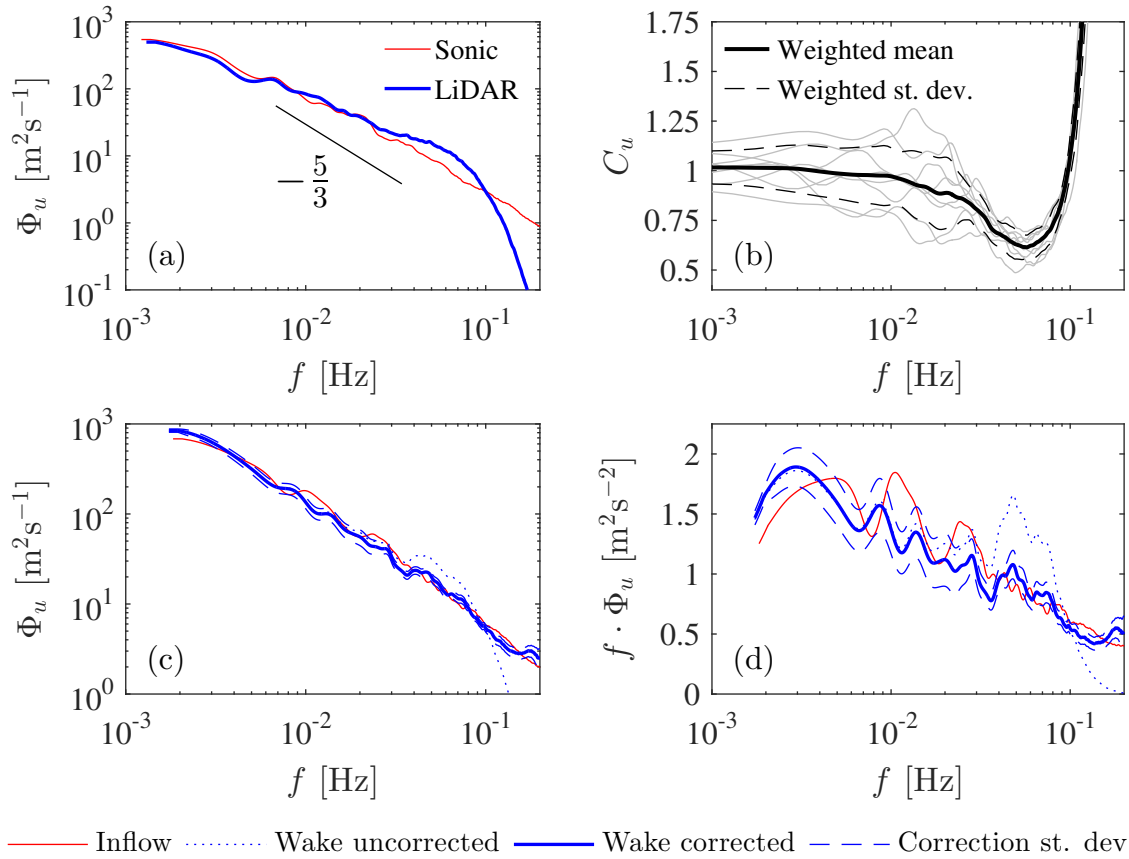 10^3
10^2
10^1
10^0
10^-1
Φ_u [m^2s^-1]
Sonic
LiDAR
− 5/3
(a)
10^-3 10^-2 10^-1
f [Hz]
1.75
1.5
1.25
1
0.75
0.5
C_u
Weighted mean
Weighted st. dev.
(b)
10^-3 10^-2 10^-1
f [Hz]
10^3
10^2
10^1
10^0
Φ_u [m^2s^-1]
(c)
10^-3 10^-2 10^-1
f [Hz]
2
1.5
1
0.5
0
f · Φ_u [m^2s^-2]
(d)
10^-3 10^-2 10^-1
f [Hz]
Inflow Wake uncorrected Wake corrected Correction st. dev